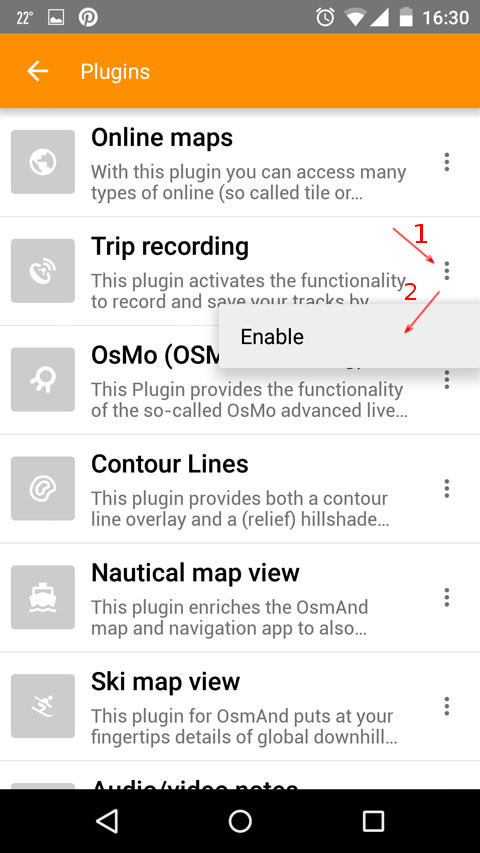 22°
16:30
Plugins
Online maps
With this plugin you can access many
types of online (so called tile or...
1
Trip recording
This plugin activates the functionality
to record and save your tracks by
2
Enable
OsMo (OSM
This Plugin provides the functionality
of the so-called OsMo advanced live...
Contour Lines
This plugin provides both a contour
line overlay and a (relief) hillshade...
Nautical map view
This plugin enriches the OsmAnd
map and navigation app to also...
Ski map view
This plugin for OsmAnd puts at your
fingertips details of global downhill...
Audio/video notes